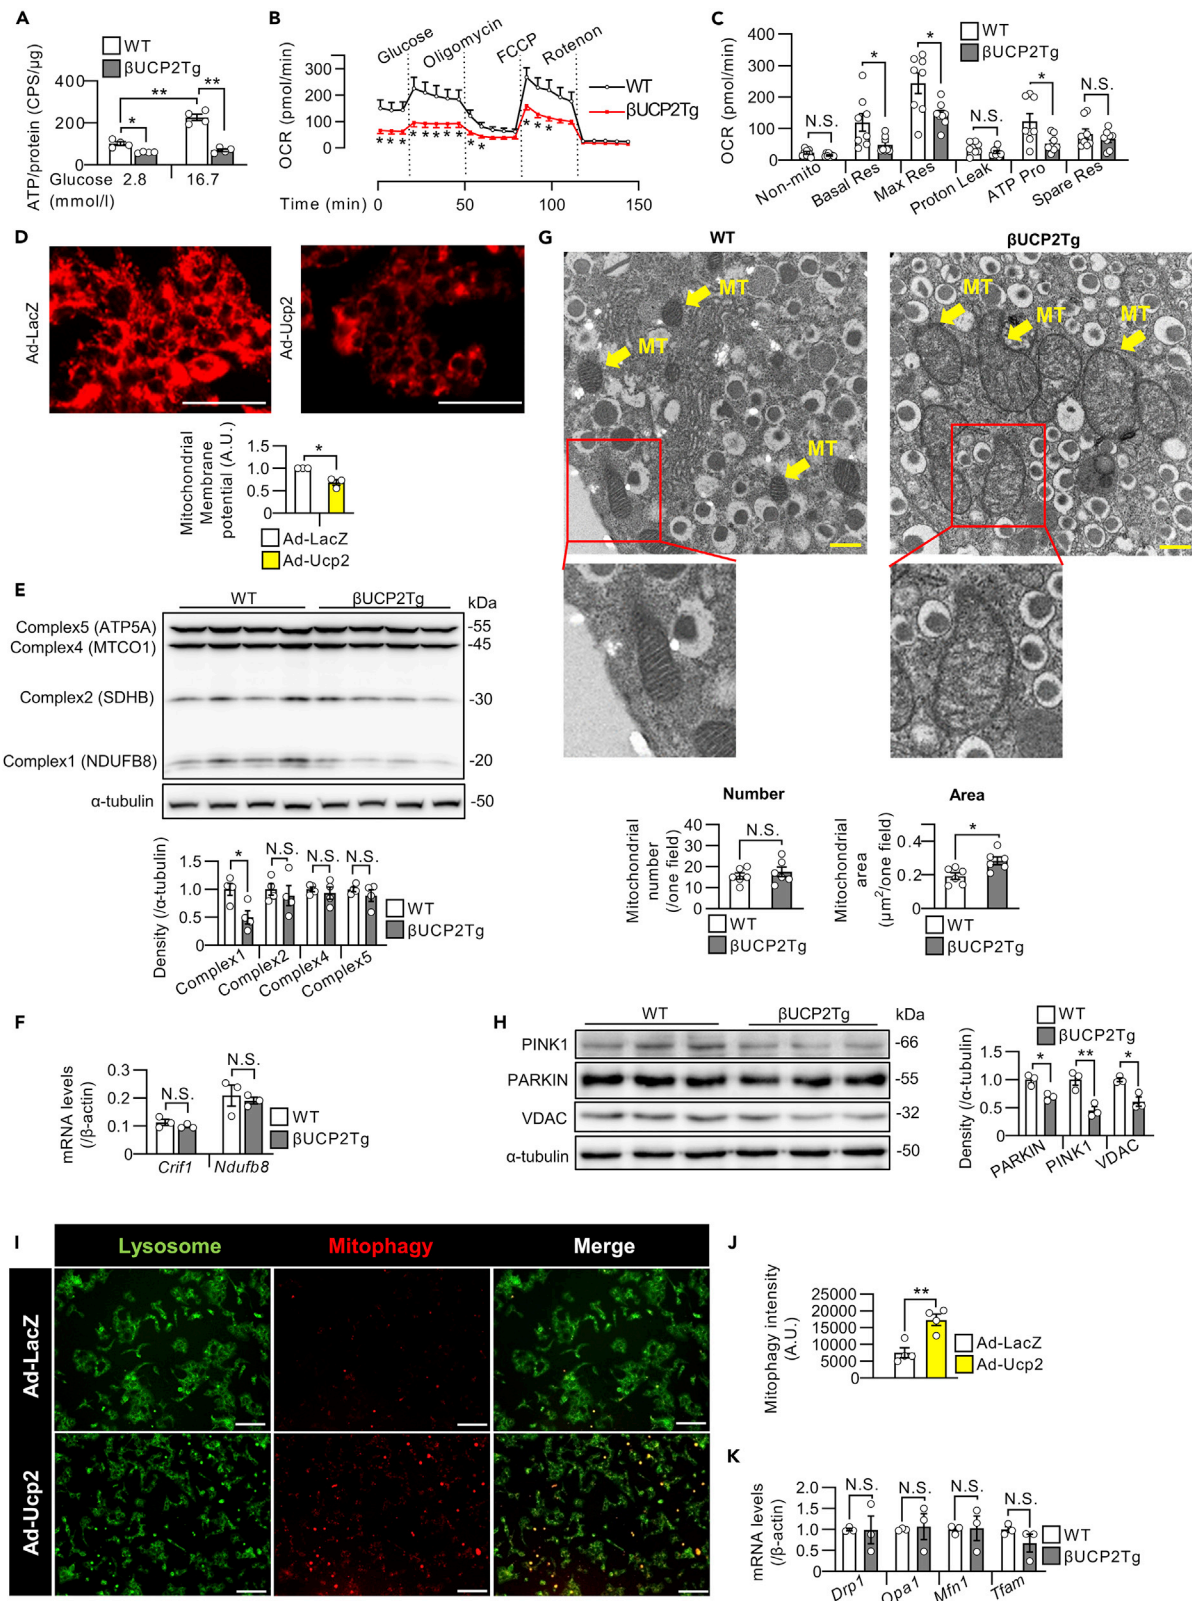 A
WT
βUCP2Tg
ATP/protein (CPS/μg)
400
200
0
**
*
**
Glucose 2.8 16.7
(mmol/l)
B
Glucose
Oligomycin
FCCP
Rotenon
OCR (pmol/min)
300
200
100
0
WT
βUCP2Tg
* * * * * * * * * * * * *
Time (min) 0 50 100 150
C
OCR (pmol/min)
400
300
200
100
0
WT
βUCP2Tg
N.S. * * N.S. * N.S.
Non-mito
Basal Res
Max Res
Proton Leak
ATP Pro
Spare Res
D
Ad-LacZ
Ad-Ucp2
Mitochondrial
Membrane
potential (A.U.)
1.5
1.0
0.5
0
*
Ad-LacZ
Ad-Ucp2
E
WT βUCP2Tg kDa
Complex5 (ATP5A) -55
Complex4 (MTCO1) -45
Complex2 (SDHB) -30
Complex1 (NDUFB8) -20
α-tubulin -50
Density (/α-tubulin)
1.5
1.0
0.5
0
* N.S. N.S. N.S.
WT
βUCP2Tg
Complex1
Complex2
Complex4
Complex5
F
mRNA levels
(/β-actin)
0.3
0.2
0.1
0
N.S. N.S.
WT
βUCP2Tg
Crif1 Ndufb8
G
WT βUCP2Tg
MT
MT
MT
MT
MT
MT
Number
Mitochondrial
number
(/one field)
40
30
20
10
0
N.S.
WT
βUCP2Tg
Area
Mitochondrial
area
(μm²/one field)
0.4
0.2
0
*
WT
βUCP2Tg
H
WT βUCP2Tg kDa
PINK1 -66
PARKIN -55
VDAC -32
α-tubulin -50
WT
βUCP2Tg
Density (/α-tubulin)
1.5
1.0
0.5
0
* ** *
PARKIN
PINK1
VDAC
I
Lysosome Mitophagy Merge
Ad-LacZ
Ad-Ucp2
J
Mitophagy intensity
(A.U.)
25000
20000
15000
10000
5000
0
**
Ad-LacZ
Ad-Ucp2
K
mRNA levels
(/β-actin)
2.0
1.5
1.0
0.5
0
N.S. N.S. N.S. N.S.
WT
βUCP2Tg
Drp1 Opa1 Mfn1 Tfam